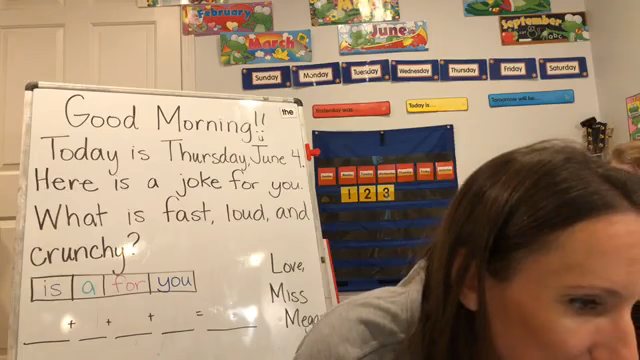 February
March
June
September
Sunday Monday Tuesday Wednesday Thursday Friday Saturday
Yesterday was...
Today is...
Tomorrow will be...
the
Good Morning!!
Today is Thursday, June 4.
Here is a joke for you.
What is fast, loud, and
crunchy?
is a for you
+ + + =
Love,
Miss
1 2 3